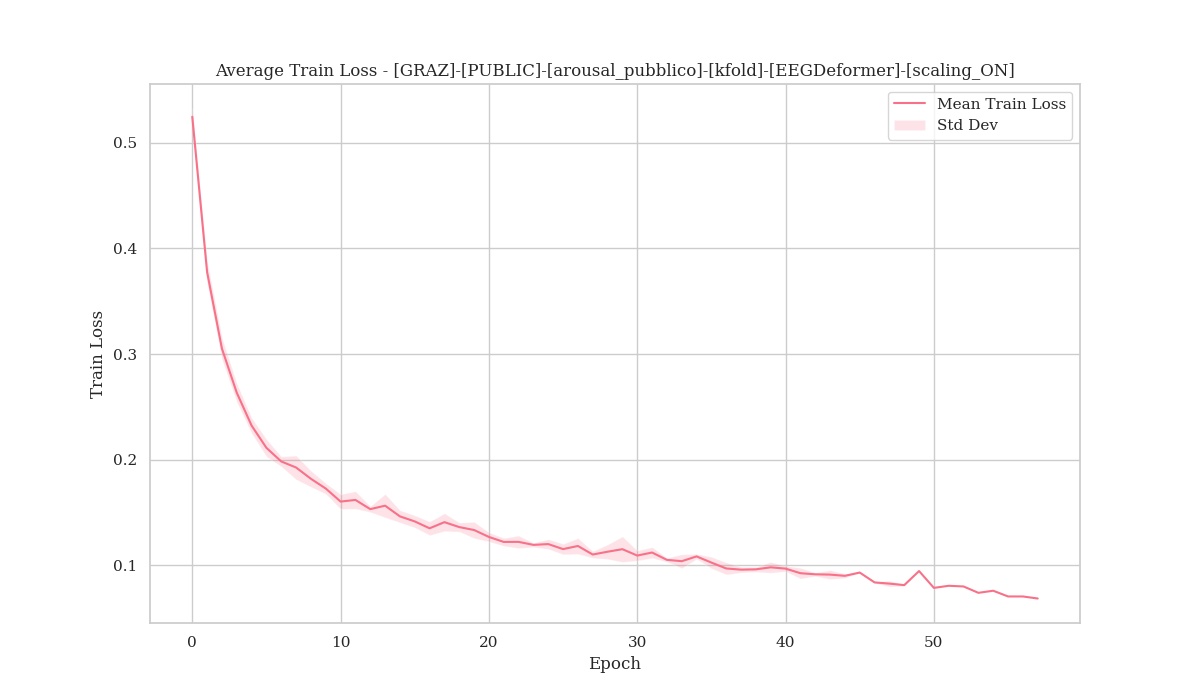 Average Train Loss - [GRAZ]-[PUBLIC]-[arousal_pubblico]-[kfold]-[EEGDeformer]-[scaling_ON]
Mean Train Loss
Std Dev
0.5
0.4
0.3
0.2
0.1
Train Loss
0 10 20 30 40 50
Epoch